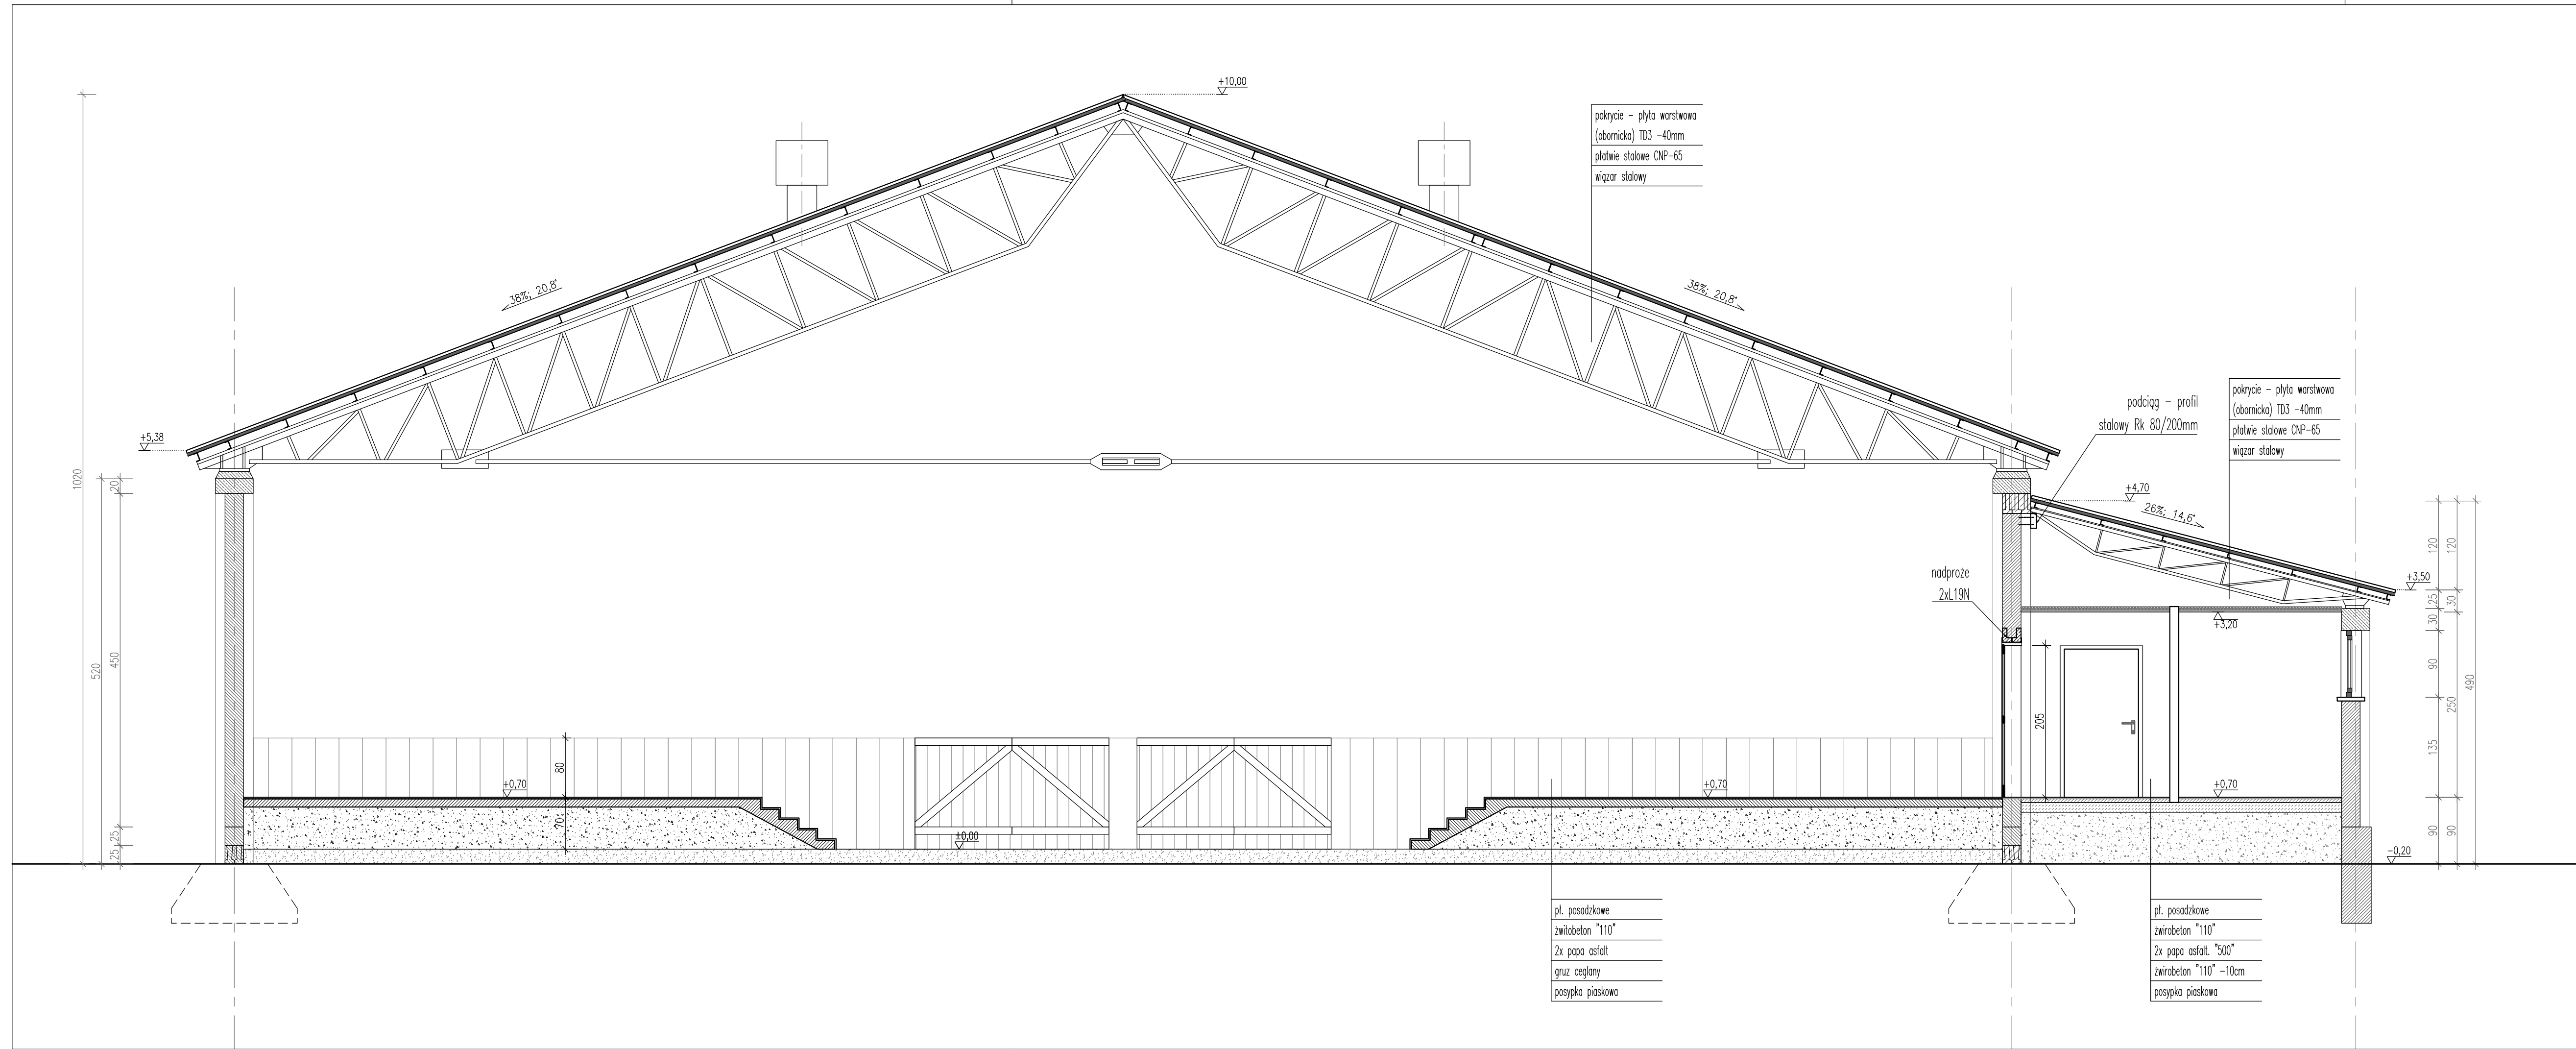 +10,00
pokrycie - płyta warstwowa
(obornicka) TD3 -40mm
płatwie stalowe CNP-65
wiązar stalowy
38%; 20,8°
38%; 20,8°
+5,38
pokrycie - płyta warstwowa
(obornicka) TD3 -40mm
płatwie stalowe CNP-65
wiązar stalowy
podciąg - profil
stalowy Rk 80/200mm
+4,70
26%; 14,6°
+3,50
nadproże
2xL19N
+3,20
1020
520
20
450
25
25
80
70
+0,70
±0,00
+0,70
205
+0,70
120
120
25
30
30
90
490
250
135
90
90
-0,20
pł. posadzkowe
żwitobeton "110"
2x papa asfalt
gruz ceglany
posypka piaskowa
pł. posadzkowe
żwirobeton "110"
2x papa asfalt. "500"
żwirobeton "110" -10cm
posypka piaskowa